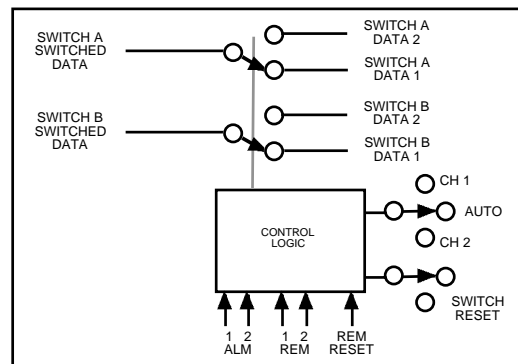 SWITCH A
SWITCHED
DATA
SWITCH A
DATA 2
SWITCH A
DATA 1
SWITCH B
SWITCHED
DATA
SWITCH B
DATA 2
SWITCH B
DATA 1
CONTROL
LOGIC
CH 1
AUTO
CH 2
SWITCH
RESET
1 2
ALM
1 2
REM
REM
RESET